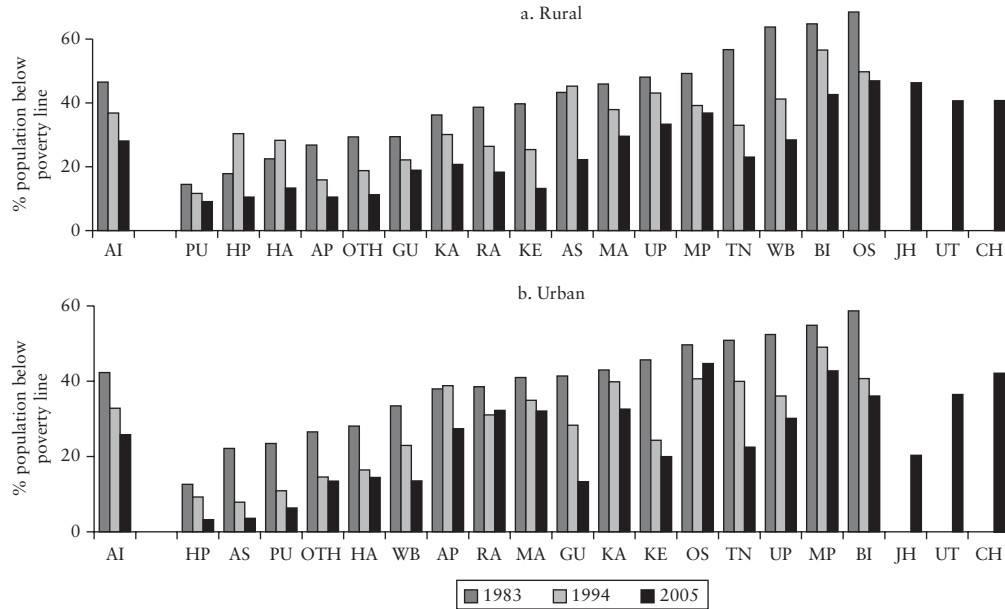 a. Rural
% population below
poverty line
60
40
20
0
AI PU HP HA AP OTH GU KA RA KE AS MA UP MP TN WB BI OS JH UT CH
b. Urban
% population below
poverty line
60
40
20
0
AI HP AS PU OTH HA WB AP RA MA GU KA KE OS TN UP MP BI JH UT CH
1983 1994 2005